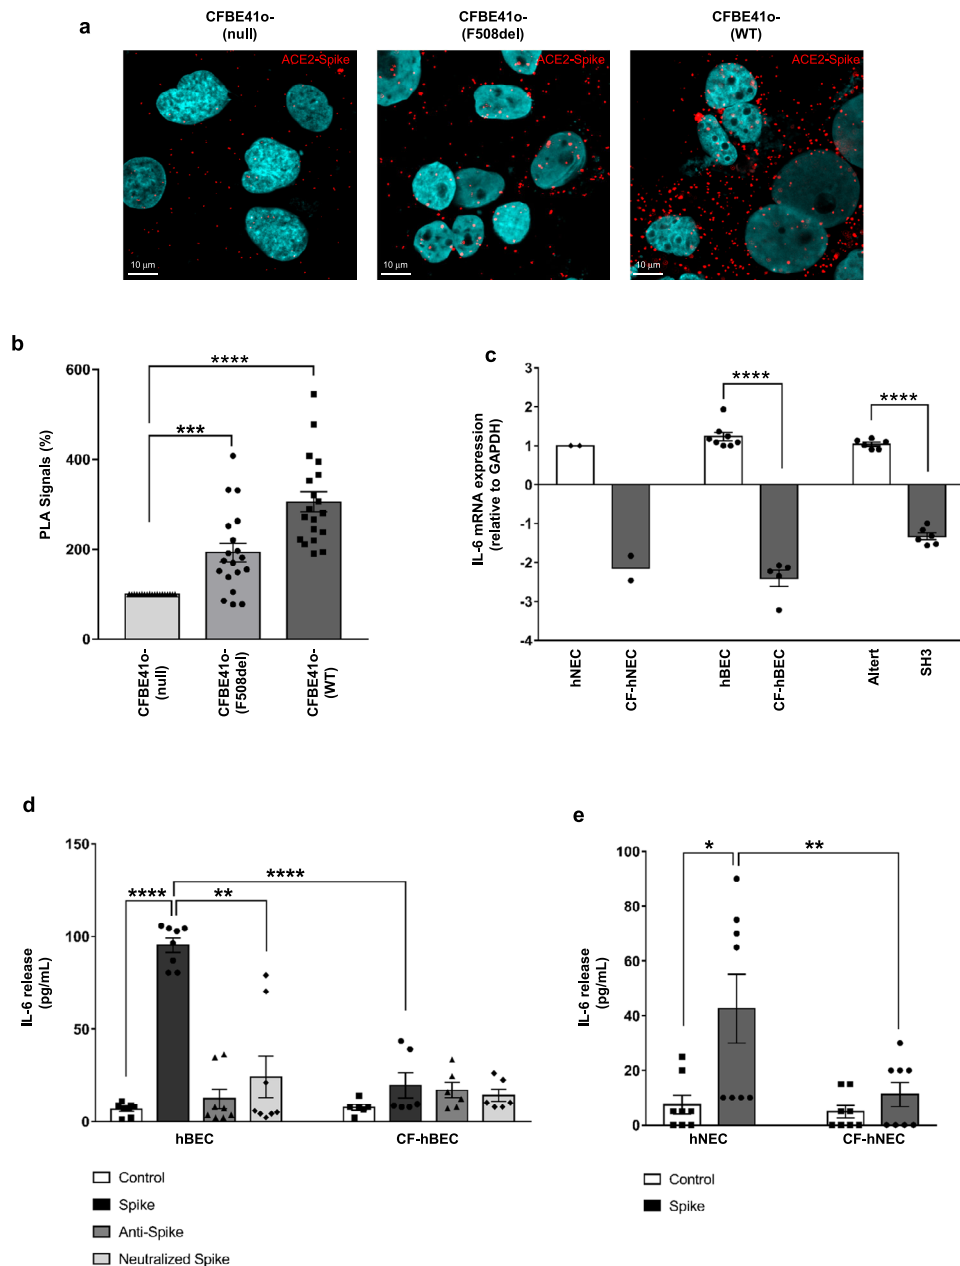 a
CFBE41o-
(null)
CFBE41o-
(F508del)
CFBE41o-
(WT)
ACE2-Spike
ACE2-Spike
ACE2-Spike
10 µm
10 µm
10 µm
b
PLA Signals (%)
600
400
200
0
***
****
CFBE41o-
(null)
CFBE41o-
(F508del)
CFBE41o-
(WT)
c
IL-6 mRNA expression
(relative to GAPDH)
3
2
1
0
-1
-2
-3
-4
****
****
hNEC
CF-hNEC
hBEC
CF-hBEC
Altert
SH3
d
IL-6 release
(pg/mL)
150
100
50
0
****
**
****
hBEC
CF-hBEC
Control
Spike
Anti-Spike
Neutralized Spike
e
IL-6 release
(pg/mL)
100
80
60
40
20
0
*
**
hNEC
CF-hNEC
Control
Spike